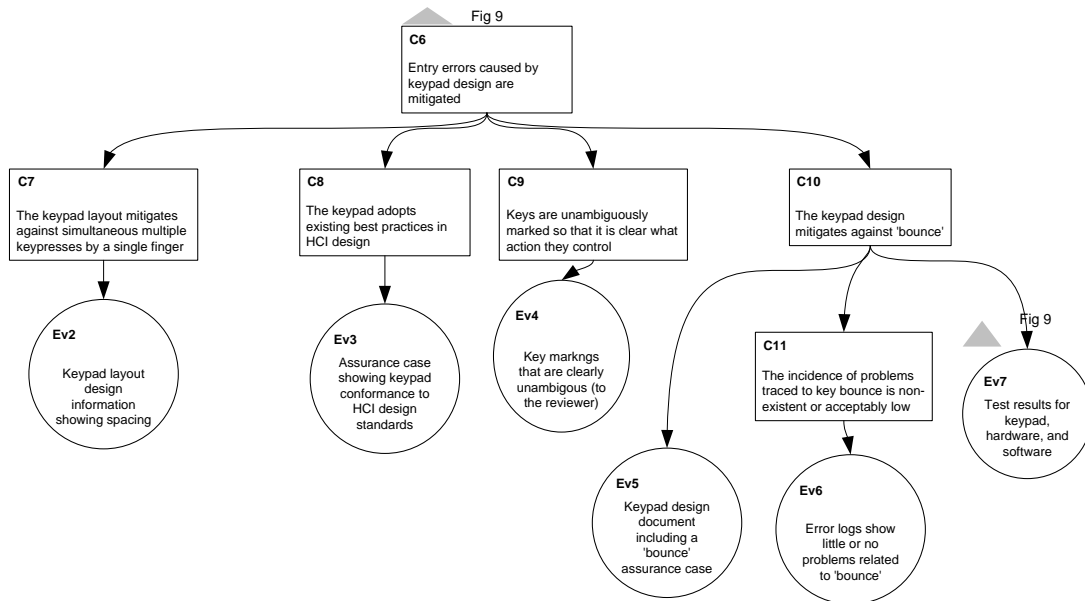 Fig 9
C6
Entry errors caused by
keypad design are
mitigated
C7
The keypad layout mitigates
against simultaneous multiple
keypresses by a single finger
C8
The keypad adopts
existing best practices in
HCI design
C9
Keys are unambiguously
marked so that it is clear what
action they control
C10
The keypad design
mitigates against 'bounce'
Ev2
Keypad layout
design
information
showing spacing
Ev3
Assurance case
showing keypad
conformance to
HCI design
standards
Ev4
Key markngs
that are clearly
unambigous (to
the reviewer)
C11
The incidence of problems
traced to key bounce is non-
existent or acceptably low
Fig 9
Ev7
Test results for
keypad,
hardware, and
software
Ev5
Keypad design
document
including a
'bounce'
assurance case
Ev6
Error logs show
little or no
problems related
to 'bounce'